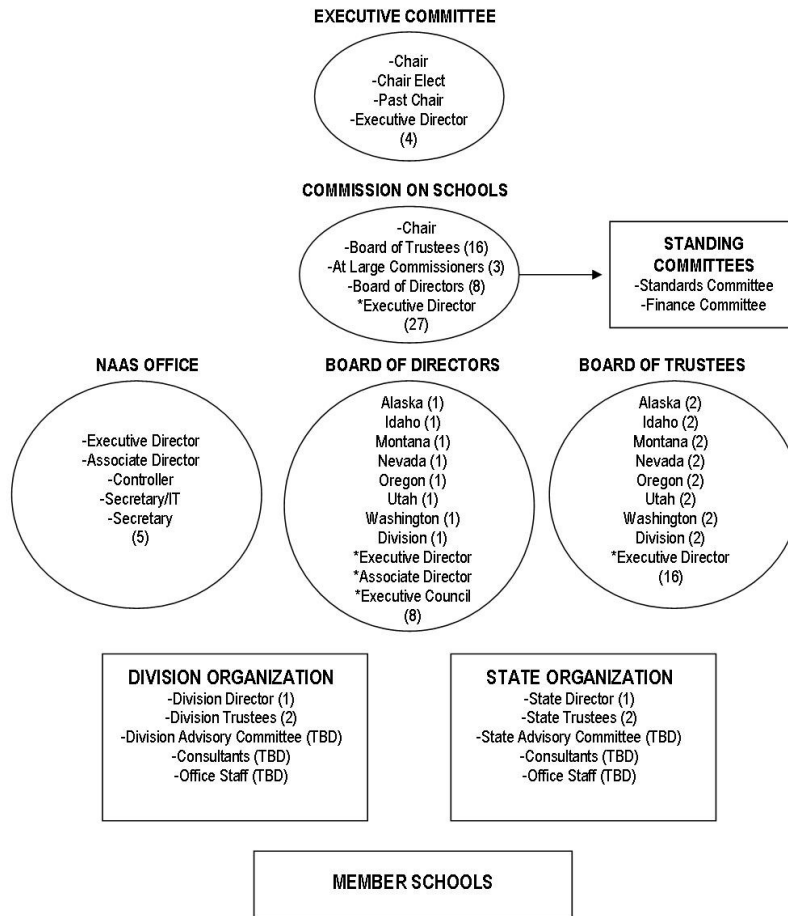 EXECUTIVE COMMITTEE
-Chair
-Chair Elect
-Past Chair
-Executive Director
(4)
COMMISSION ON SCHOOLS
-Chair
-Board of Trustees (16)
-At Large Commissioners (3)
-Board of Directors (8)
*Executive Director
(27)
STANDING
COMMITTEES
-Standards Committee
-Finance Committee
NAAS OFFICE
-Executive Director
-Associate Director
-Controller
-Secretary/IT
-Secretary
(5)
BOARD OF DIRECTORS
Alaska (1)
Idaho (1)
Montana (1)
Nevada (1)
Oregon (1)
Utah (1)
Washington (1)
Division (1)
*Executive Director
*Associate Director
*Executive Council
(8)
BOARD OF TRUSTEES
Alaska (2)
Idaho (2)
Montana (2)
Nevada (2)
Oregon (2)
Utah (2)
Washington (2)
Division (2)
*Executive Director
(16)
DIVISION ORGANIZATION
-Division Director (1)
-Division Trustees (2)
-Division Advisory Committee (TBD)
-Consultants (TBD)
-Office Staff (TBD)
STATE ORGANIZATION
-State Director (1)
-State Trustees (2)
-State Advisory Committee (TBD)
-Consultants (TBD)
-Office Staff (TBD)
MEMBER SCHOOLS